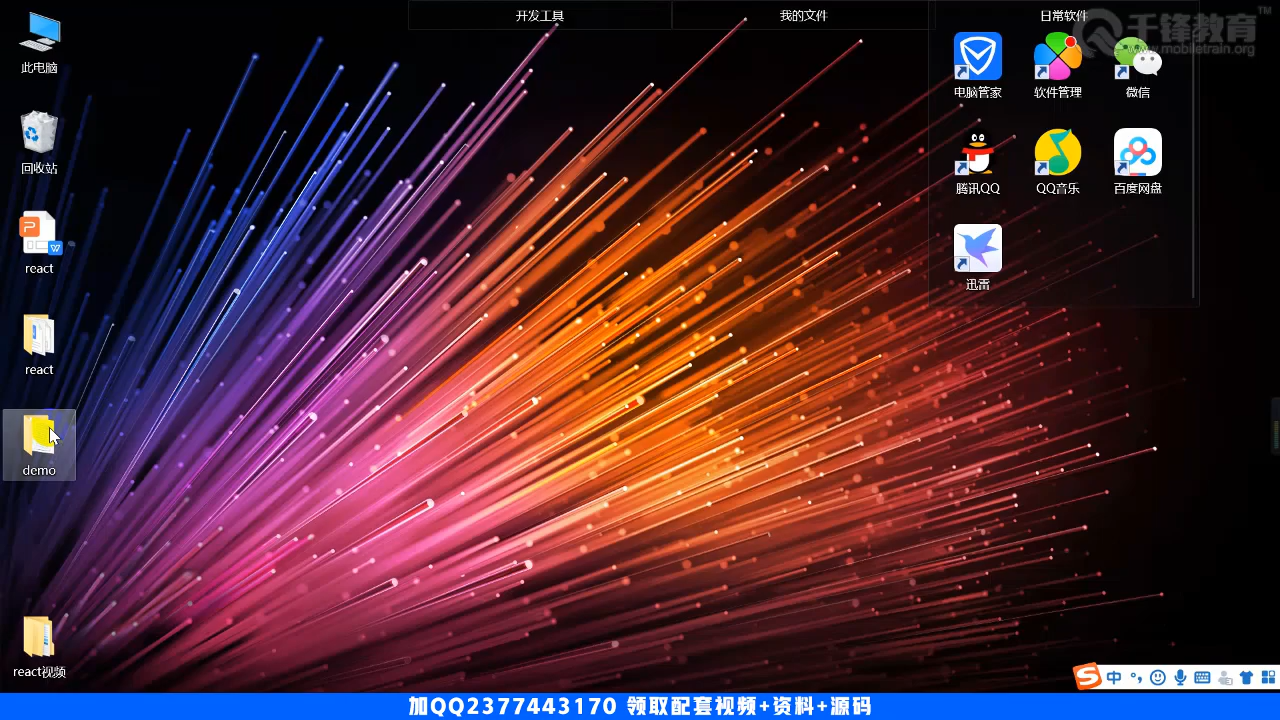 此电脑
回收站
react
react
demo
react视频
开发工具
我的文件
日常软件
电脑管家
软件管理
微信
腾讯QQ
QQ音乐
百度网盘
迅雷
千锋教育
TM
www.mobiletrain.org
中
加QQ2377443170 领取配套视频+资料+源码